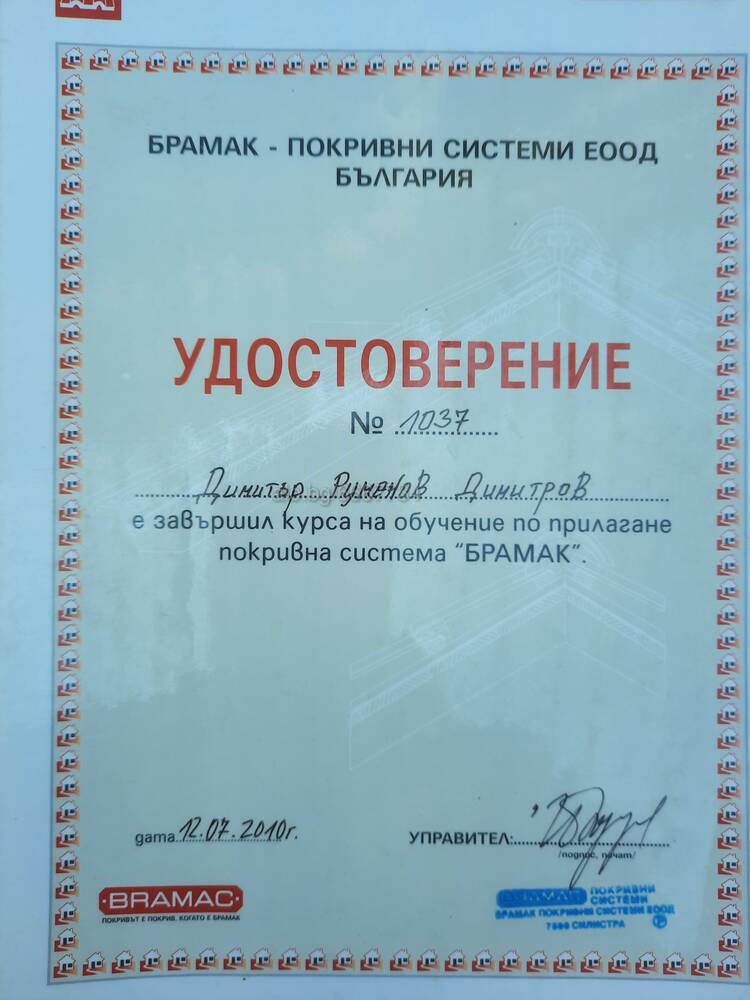 БРАМАК - ПОКРИВНИ СИСТЕМИ ЕООД
БЪЛГАРИЯ
УДОСТОВЕРЕНИЕ
№ 1037
Димитър Руменов Димитров
е завършил курса на обучение по прилагане
покривна система "БРАМАК".
дата 12.07.2010г.
УПРАВИТЕЛ:
/подпис, печат/
BRAMAC
ПОКРИВЪТ Е ПОКРИВ, КОГАТО Е БРАМАК
ПОКРИВНИ
СИСТЕМИ
БРАМАК ПОКРИВНИ СИСТЕМИ ЕООД
7500 СИЛИСТРА